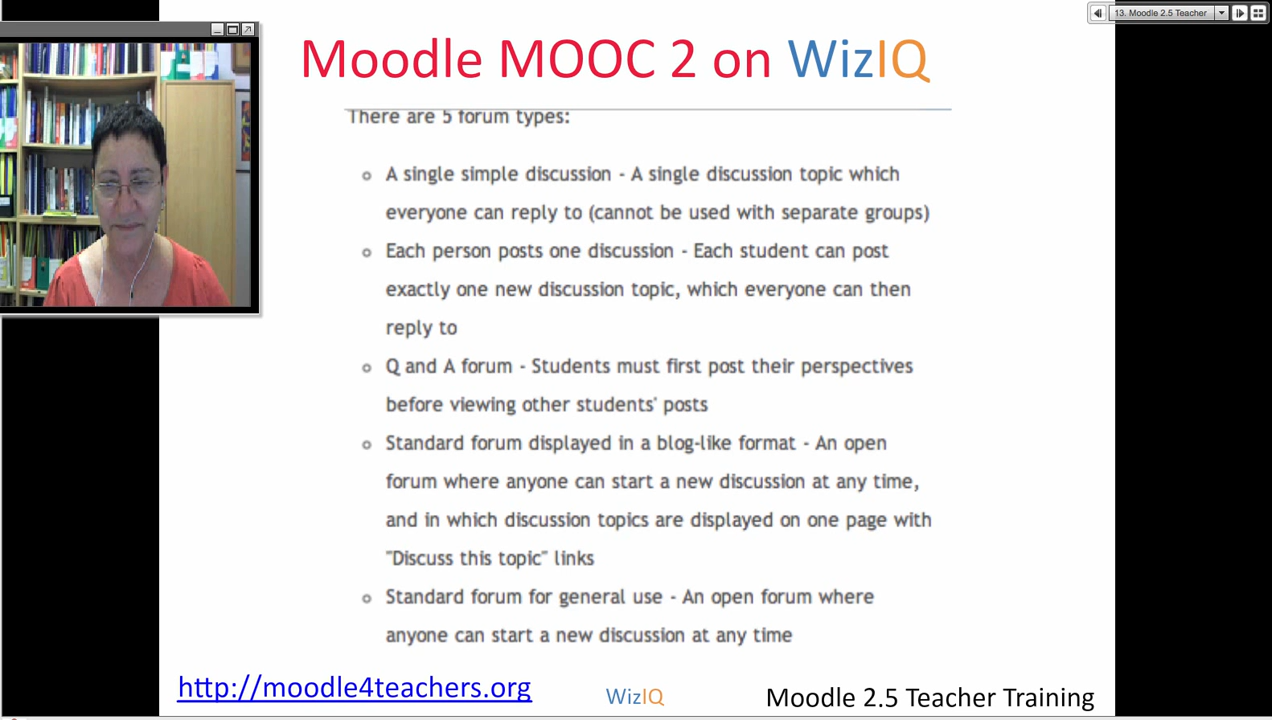 13. Moodle 2.5 Teacher
Moodle MOOC 2 on WizIQ
There are 5 forum types:
A single simple discussion - A single discussion topic which
everyone can reply to (cannot be used with separate groups)
Each person posts one discussion - Each student can post
exactly one new discussion topic, which everyone can then
reply to
Q and A forum - Students must first post their perspectives
before viewing other students' posts
Standard forum displayed in a blog-like format - An open
forum where anyone can start a new discussion at any time,
and in which discussion topics are displayed on one page with
"Discuss this topic" links
Standard forum for general use - An open forum where
anyone can start a new discussion at any time
http://moodle4teachers.org
WizIQ
Moodle 2.5 Teacher Training